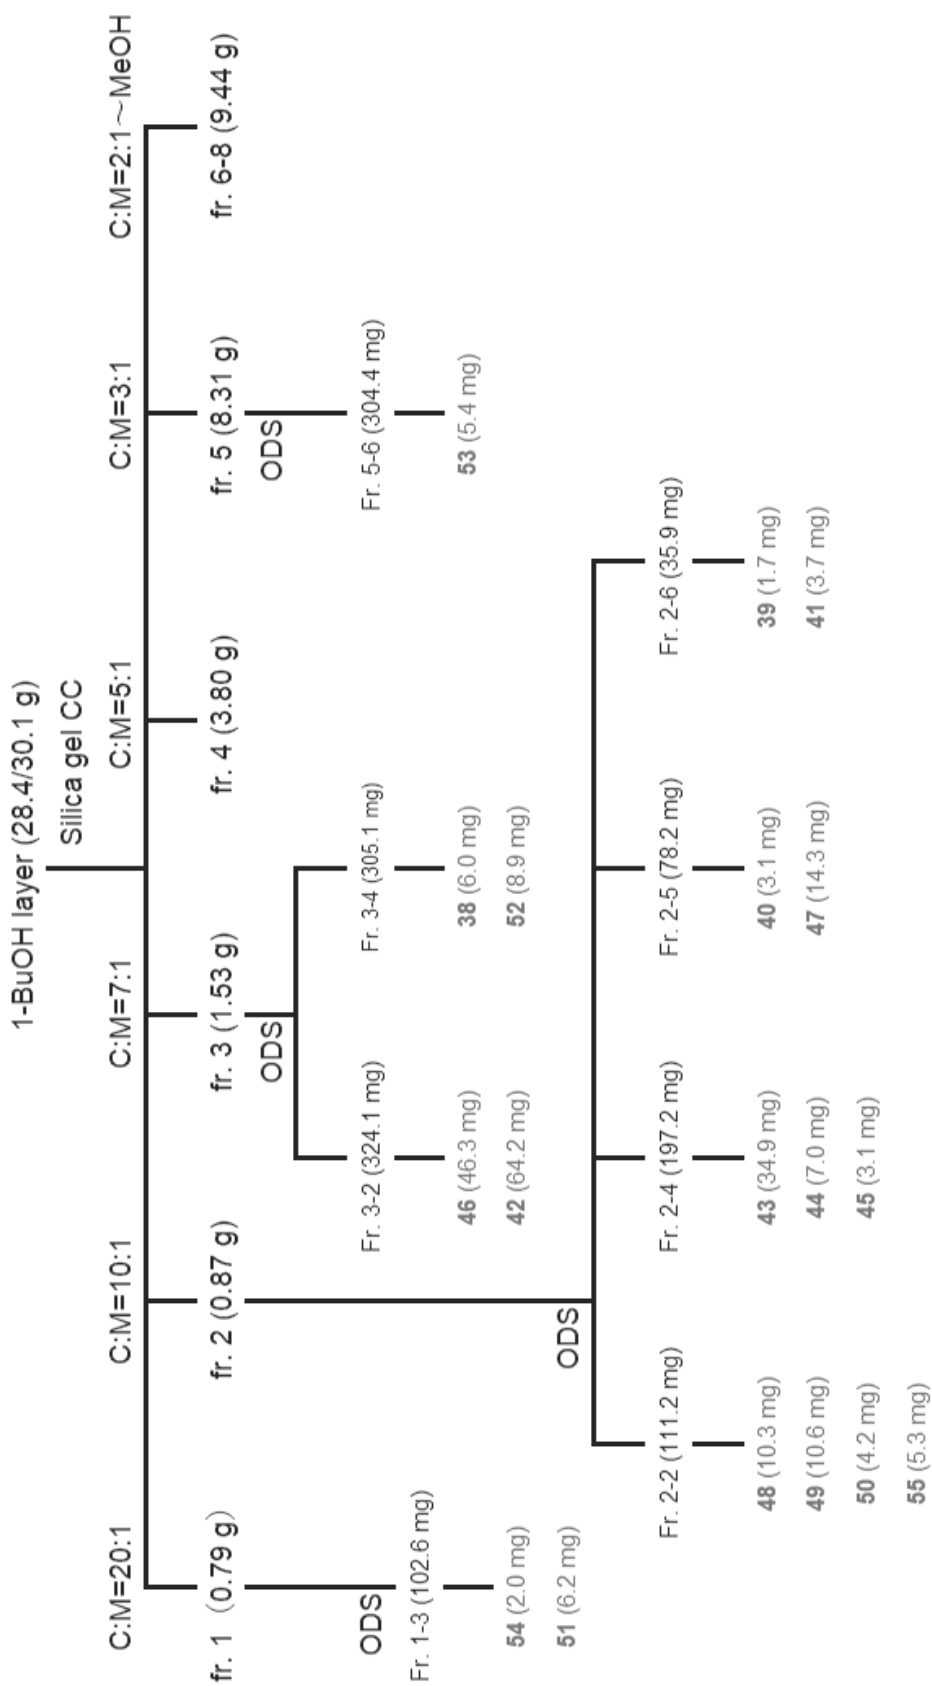 1-BuOH layer (28.4/30.1 g)
Silica gel CC
C:M=20:1
C:M=10:1
C:M=7:1
C:M=5:1
C:M=3:1
C:M=2:1～MeOH
fr. 1 （0.79 g）
fr. 2 (0.87 g)
fr. 3 (1.53 g)
fr. 4 (3.80 g)
fr. 5 (8.31 g)
fr. 6-8 (9.44 g)
ODS
ODS
ODS
Fr. 3-2 (324.1 mg)
Fr. 3-4 (305.1 mg)
Fr. 5-6 (304.4 mg)
Fr. 1-3 (102.6 mg)
46 (46.3 mg)
42 (64.2 mg)
38 (6.0 mg)
52 (8.9 mg)
53 (5.4 mg)
54 (2.0 mg)
51 (6.2 mg)
ODS
Fr. 2-2 (111.2 mg)
Fr. 2-4 (197.2 mg)
Fr. 2-5 (78.2 mg)
Fr. 2-6 (35.9 mg)
48 (10.3 mg)
49 (10.6 mg)
50 (4.2 mg)
55 (5.3 mg)
43 (34.9 mg)
44 (7.0 mg)
45 (3.1 mg)
40 (3.1 mg)
47 (14.3 mg)
39 (1.7 mg)
41 (3.7 mg)